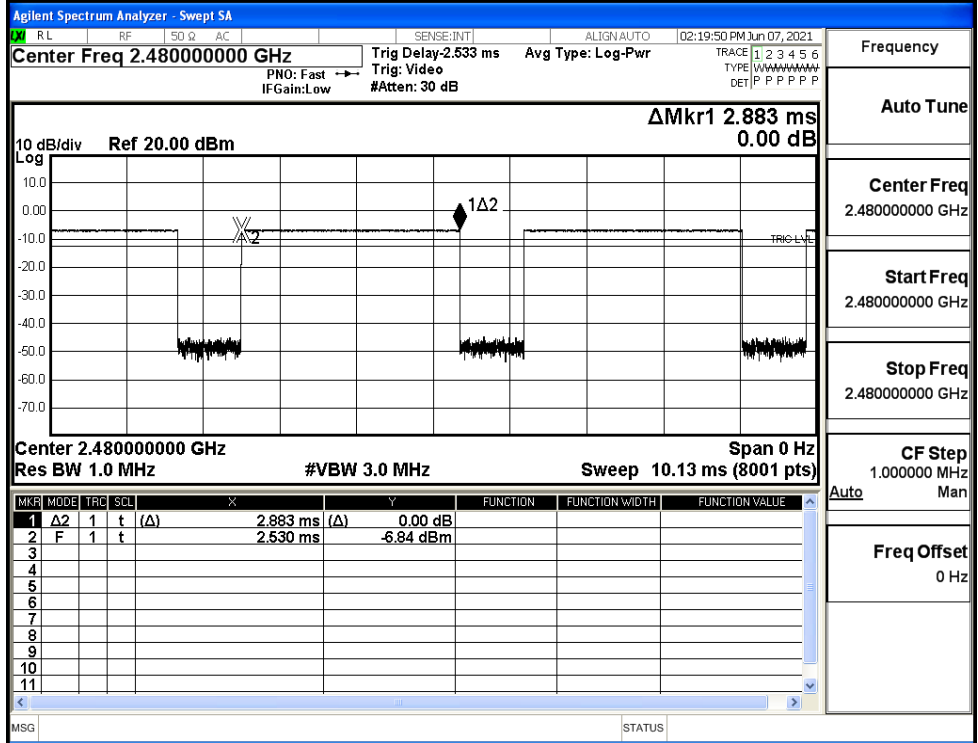 Agilent Spectrum Analyzer - Swept SA
LXI RL RF 50 Ω AC SENSE:INT ALIGNAUTO 02:19:50 PM Jun 07, 2021
Center Freq 2.480000000 GHz
PNO: Fast
IFGain:Low
Trig Delay-2.533 ms
Trig: Video
#Atten: 30 dB
Avg Type: Log-Pwr
TRACE 1 2 3 4 5 6
TYPE WWWWWW
DET P P P P P P
ΔMkr1 2.883 ms
0.00 dB
10 dB/div Ref 20.00 dBm
Log
10.0
0.00
-10.0
-20.0
-30.0
-40.0
-50.0
-60.0
-70.0
1Δ2
2
TRIG LVL
Center 2.480000000 GHz Span 0 Hz
Res BW 1.0 MHz #VBW 3.0 MHz Sweep 10.13 ms (8001 pts)
MKR MODE TRC SCL X Y FUNCTION FUNCTION WIDTH FUNCTION VALUE
1 Δ2 1 t (Δ) 2.883 ms (Δ) 0.00 dB
2 F 1 t 2.530 ms -6.84 dBm
3
4
5
6
7
8
9
10
11
MSG STATUS
Frequency
Auto Tune
Center Freq
2.480000000 GHz
Start Freq
2.480000000 GHz
Stop Freq
2.480000000 GHz
CF Step
1.000000 MHz
Auto Man
Freq Offset
0 Hz